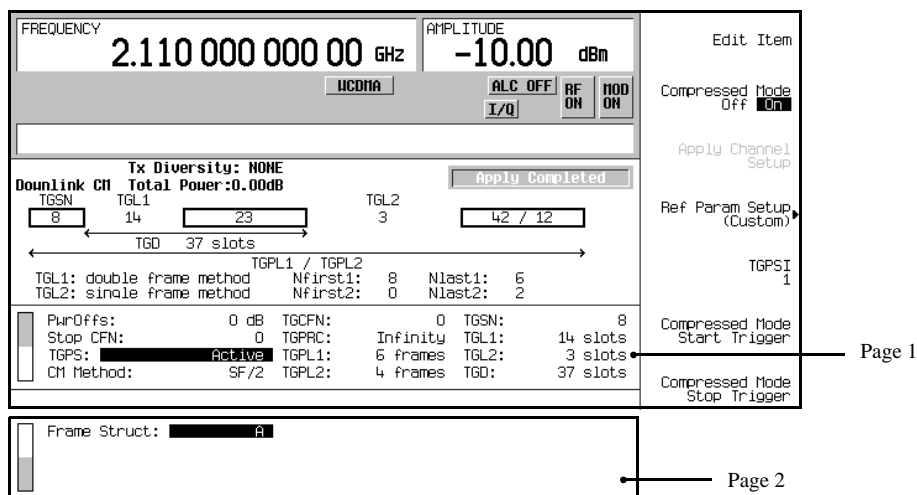 FREQUENCY
2.110 000 000 00 GHz
AMPLITUDE
-10.00 dBm
WCDMA
ALC OFF
I/Q
RF ON
MOD ON
Tx Diversity: NONE
Downlink CM Total Power:0.00dB
Apply Completed
TGSN TGL1 TGL2
8 14 23 3 42 / 12
TGD 37 slots
TGPL1 / TGPL2
TGL1: double frame method Nfirst1: 8 Nlast1: 6
TGL2: single frame method Nfirst2: 0 Nlast2: 2
PwrOffs: 0 dB TGCFN: 0 TGSN: 8
Stop CFN: 0 TGPRC: Infinity TGL1: 14 slots
TGPS: Active TGPL1: 6 frames TGL2: 3 slots
CM Method: SF/2 TGPL2: 4 frames TGD: 37 slots
Edit Item
Compressed Mode
Off On
Apply Channel
Setup
Ref Param Setup
(Custom)
TGPSI
1
Compressed Mode
Start Trigger
Compressed Mode
Stop Trigger
Page 1
Frame Struct: A
Page 2